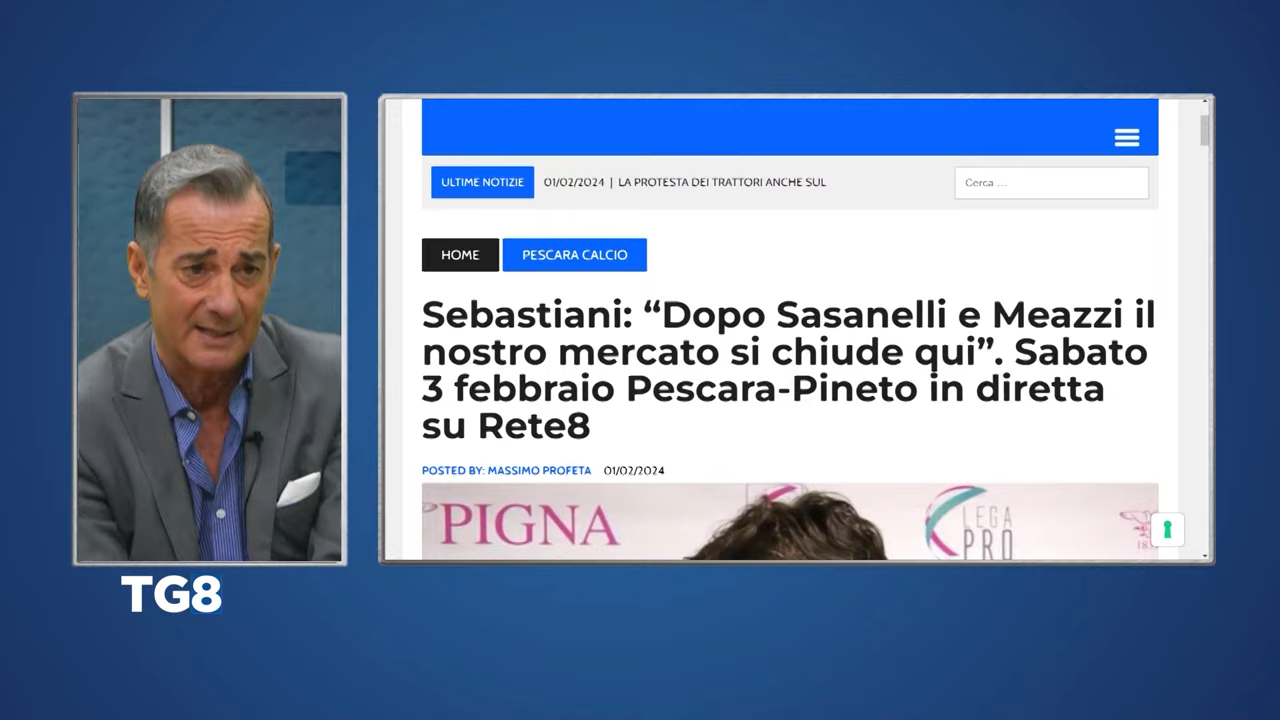 ULTIME NOTIZIE 01/02/2024 | LA PROTESTA DEI TRATTORI ANCHE SUL
Cerca ...
HOME PESCARA CALCIO
Sebastiani: “Dopo Sasanelli e Meazzi il
nostro mercato si chiude qui”. Sabato
3 febbraio Pescara-Pineto in diretta
su Rete8
POSTED BY: MASSIMO PROFETA 01/02/2024
PIGNA
LEGA
PRO
TG8